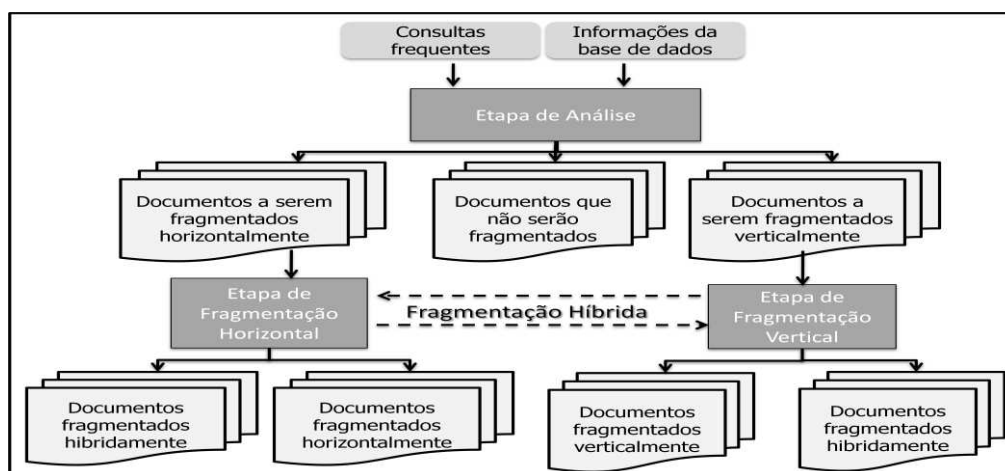 Consultas
frequentes
Informações da
base de dados
Etapa de Análise
Documentos a serem
fragmentados
horizontalmente
Documentos que
não serão
fragmentados
Documentos a
serem fragmentados
verticalmente
Etapa de
Fragmentação
Horizontal
Fragmentação Híbrida
Etapa de
Fragmentação
Vertical
Documentos
fragmentados
hibridamente
Documentos
fragmentados
horizontalmente
Documentos
fragmentados
verticalmente
Documentos
fragmentados
hibridamente